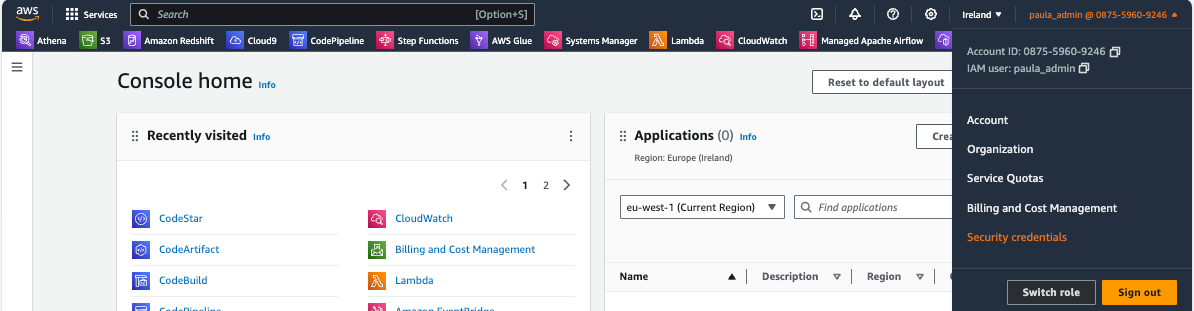 aws Services Search [Option+S] Ireland ▼ paula_admin @ 0875-5960-9246 ▲
Athena S3 Amazon Redshift Cloud9 CodePipeline Step Functions AWS Glue Systems Manager Lambda CloudWatch Managed Apache Airflow
Account ID: 0875-5960-9246
IAM user: paula_admin
Account
Organization
Service Quotas
Billing and Cost Management
Security credentials
Switch role Sign out
Console home Info
Reset to default layout
Recently visited Info
1 2
CodeStar
CodeArtifact
CodeBuild
CodePipeline
CloudWatch
Billing and Cost Management
Lambda
Amazon EventBridge
Applications (0) Info
Region: Europe (Ireland)
eu-west-1 (Current Region) Find applications
Name Description Region